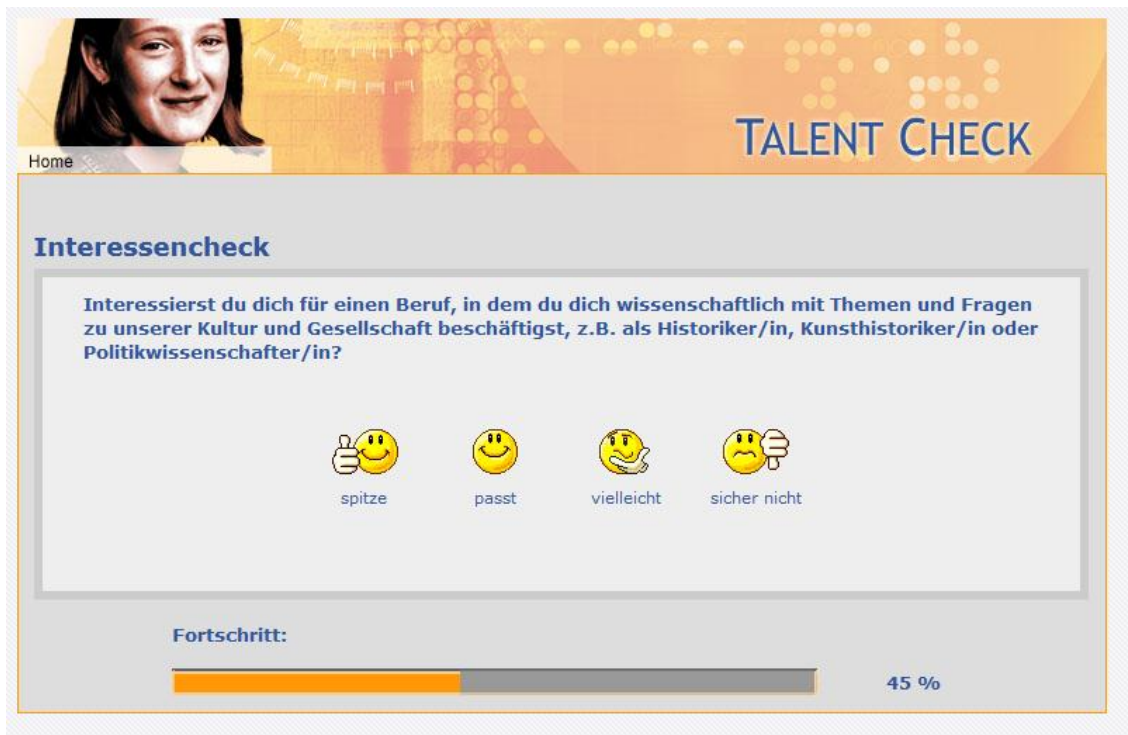 Home
TALENT CHECK
Interessencheck
Interessierst du dich für einen Beruf, in dem du dich wissenschaftlich mit Themen und Fragen
zu unserer Kultur und Gesellschaft beschäftigst, z.B. als Historiker/in, Kunsthistoriker/in oder
Politikwissenschafter/in?
spitze passt vielleicht sicher nicht
Fortschritt:
45 %